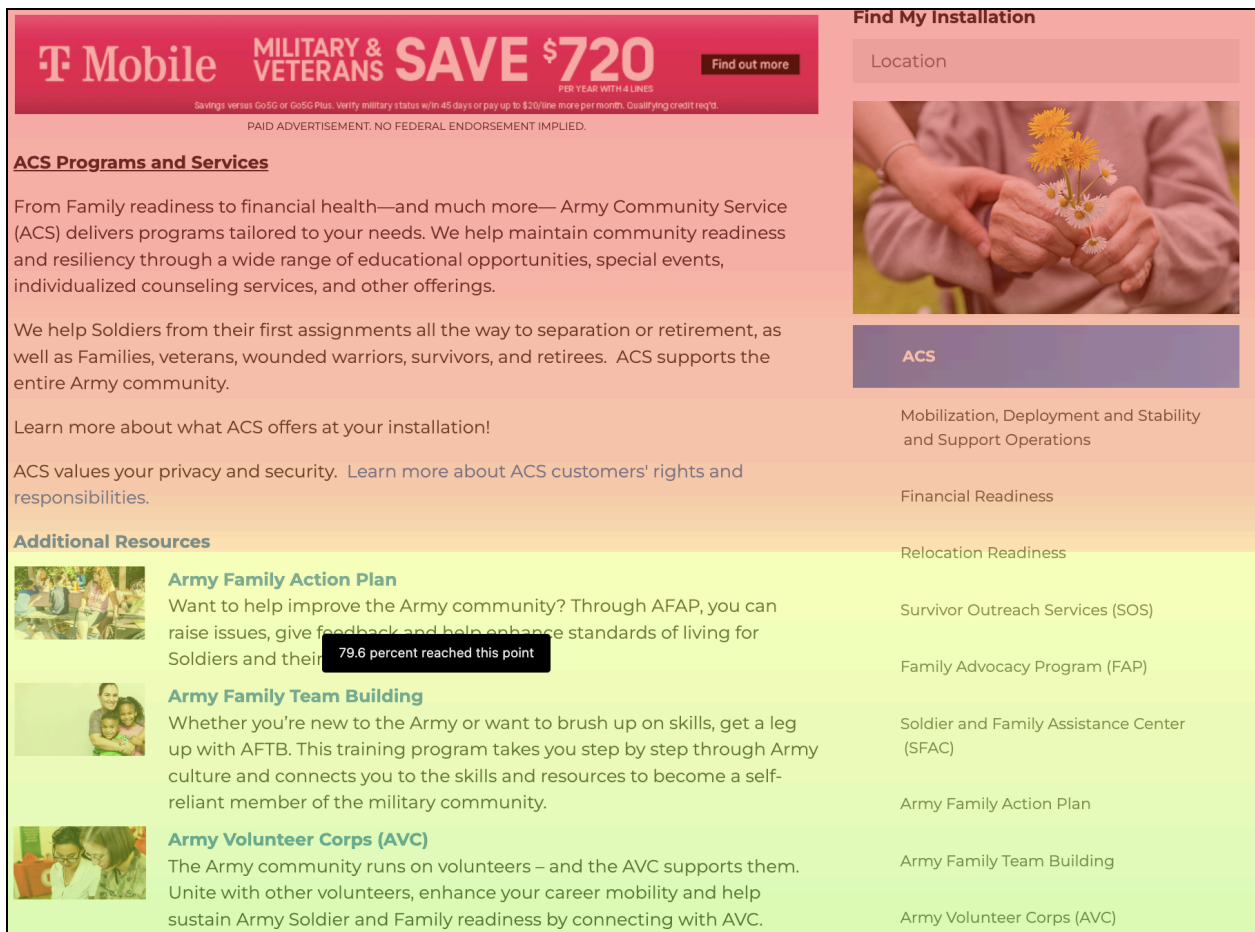 T Mobile
MILITARY &
VETERANS
SAVE $720
PER YEAR WITH 4 LINES
Find out more
Savings versus Go5G or Go5G Plus. Verify military status w/in 45 days or pay up to $20/line more per month. Qualifying credit req'd.
PAID ADVERTISEMENT. NO FEDERAL ENDORSEMENT IMPLIED.
ACS Programs and Services
From Family readiness to financial health—and much more— Army Community Service
(ACS) delivers programs tailored to your needs. We help maintain community readiness
and resiliency through a wide range of educational opportunities, special events,
individualized counseling services, and other offerings.
We help Soldiers from their first assignments all the way to separation or retirement, as
well as Families, veterans, wounded warriors, survivors, and retirees.  ACS supports the
entire Army community.
Learn more about what ACS offers at your installation!
ACS values your privacy and security.  Learn more about ACS customers' rights and
responsibilities.
Additional Resources
Army Family Action Plan
Want to help improve the Army community? Through AFAP, you can
raise issues, give feedback and help enhance standards of living for
Soldiers and their
79.6 percent reached this point
Army Family Team Building
Whether you’re new to the Army or want to brush up on skills, get a leg
up with AFTB. This training program takes you step by step through Army
culture and connects you to the skills and resources to become a self-
reliant member of the military community.
Army Volunteer Corps (AVC)
The Army community runs on volunteers – and the AVC supports them.
Unite with other volunteers, enhance your career mobility and help
sustain Army Soldier and Family readiness by connecting with AVC.
Find My Installation
Location
ACS
Mobilization, Deployment and Stability
and Support Operations
Financial Readiness
Relocation Readiness
Survivor Outreach Services (SOS)
Family Advocacy Program (FAP)
Soldier and Family Assistance Center
(SFAC)
Army Family Action Plan
Army Family Team Building
Army Volunteer Corps (AVC)